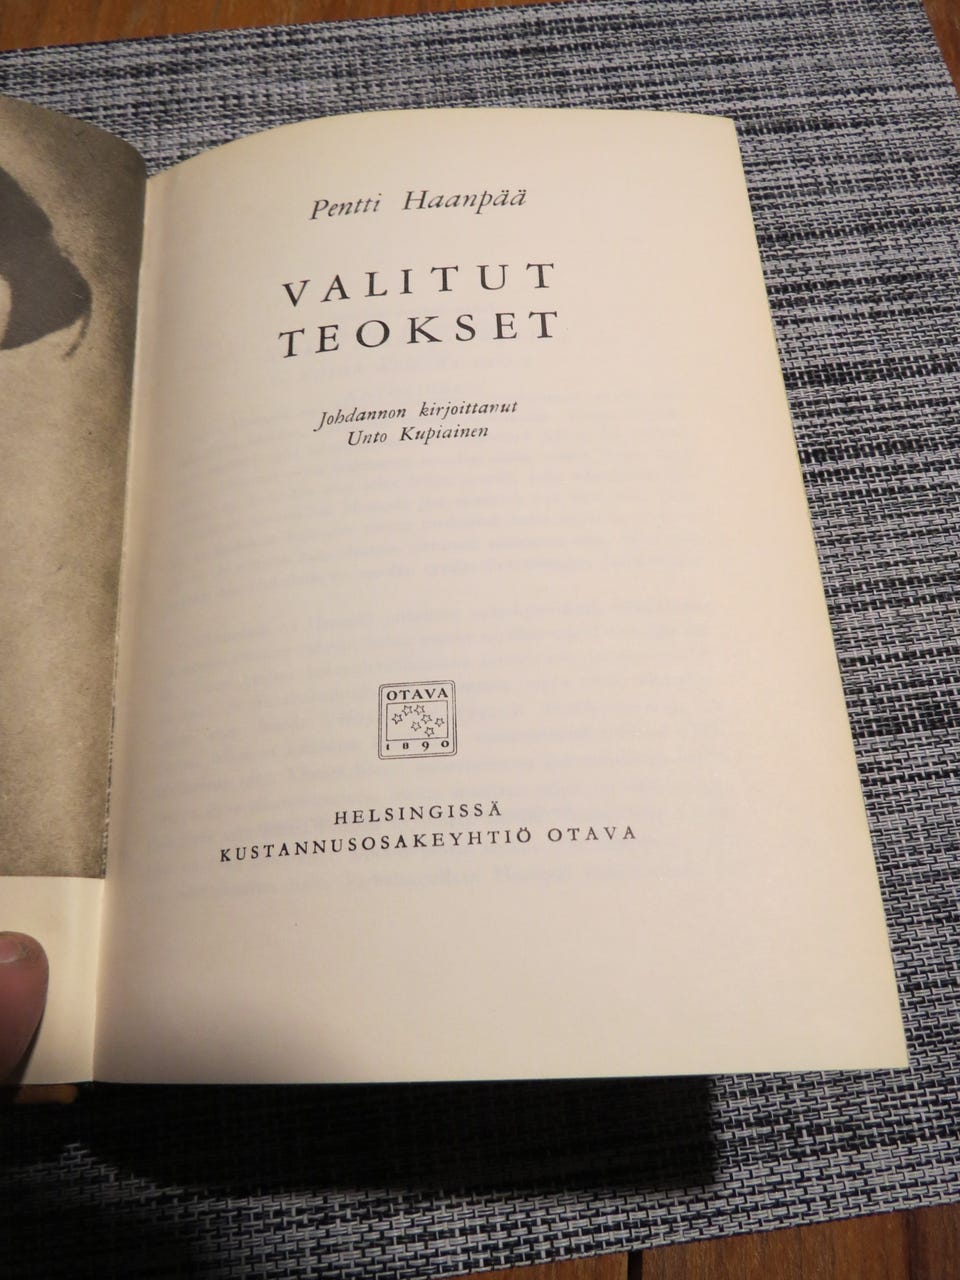 Pentti Haanpää
VALITUT
TEOKSET
Johdannon kirjoittanut
Unto Kupiainen
OTAVA
1890
HELSINGISSÄ
KUSTANNUSOSAKEYHTIÖ OTAVA